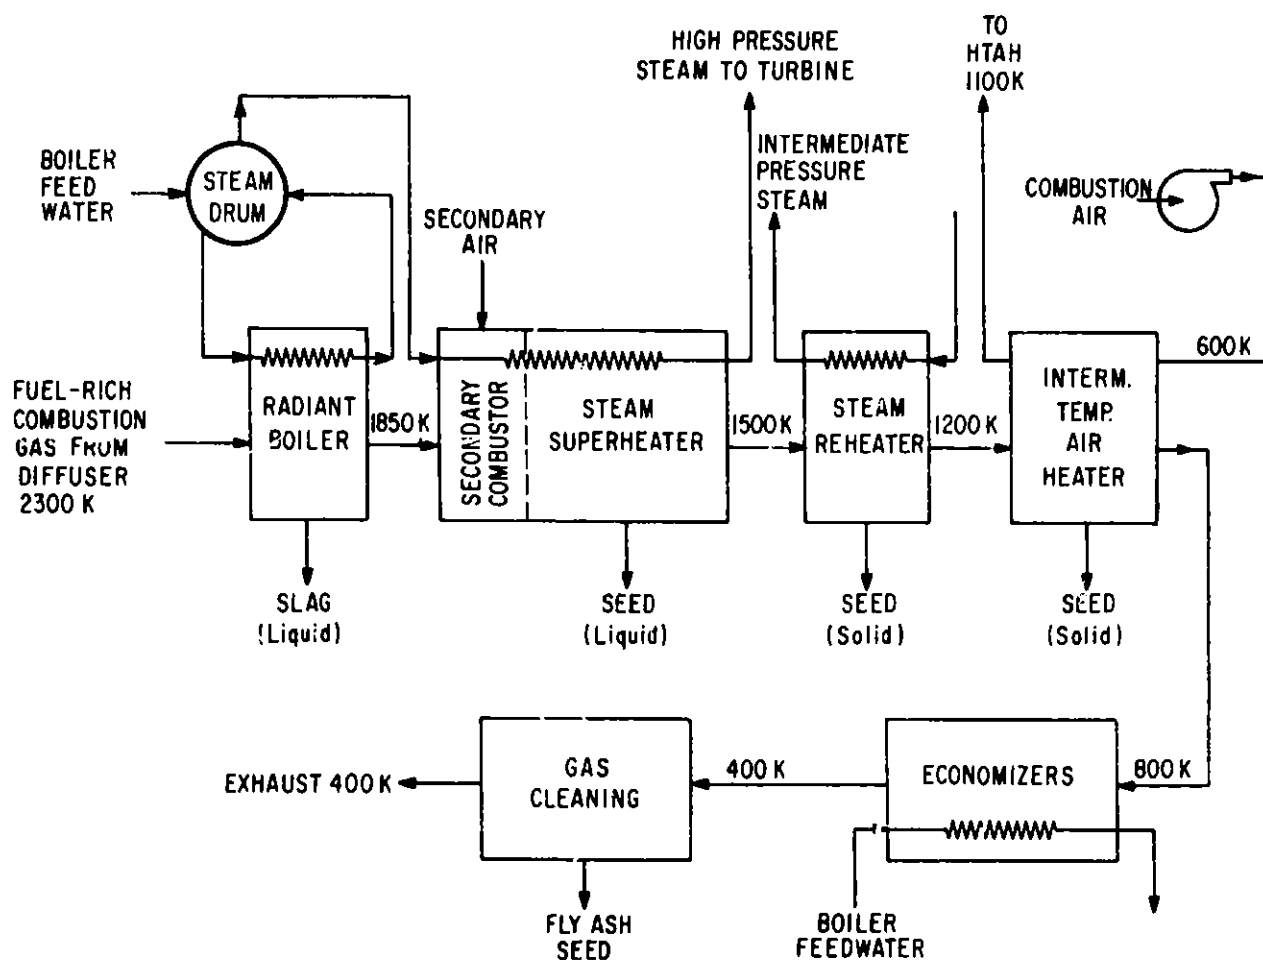 HIGH PRESSURE
STEAM TO TURBINE
TO
HTAH
1100K
BOILER
FEED
WATER
STEAM
DRUM
SECONDARY
AIR
INTERMEDIATE
PRESSURE
STEAM
COMBUSTION
AIR
FUEL-RICH
COMBUSTION
GAS FROM
DIFFUSER
2300 K
RADIANT
BOILER
1850 K
SECONDARY
COMBUSTOR
STEAM
SUPERHEATER
1500 K
STEAM
REHEATER
1200 K
INTERM.
TEMP.
AIR
HEATER
600 K
SLAG
(Liquid)
SEED
(Liquid)
SEED
(Solid)
SEED
(Solid)
EXHAUST 400 K
GAS
CLEANING
400 K
ECONOMIZERS
800 K
FLY ASH
SEED
BOILER
FEEDWATER